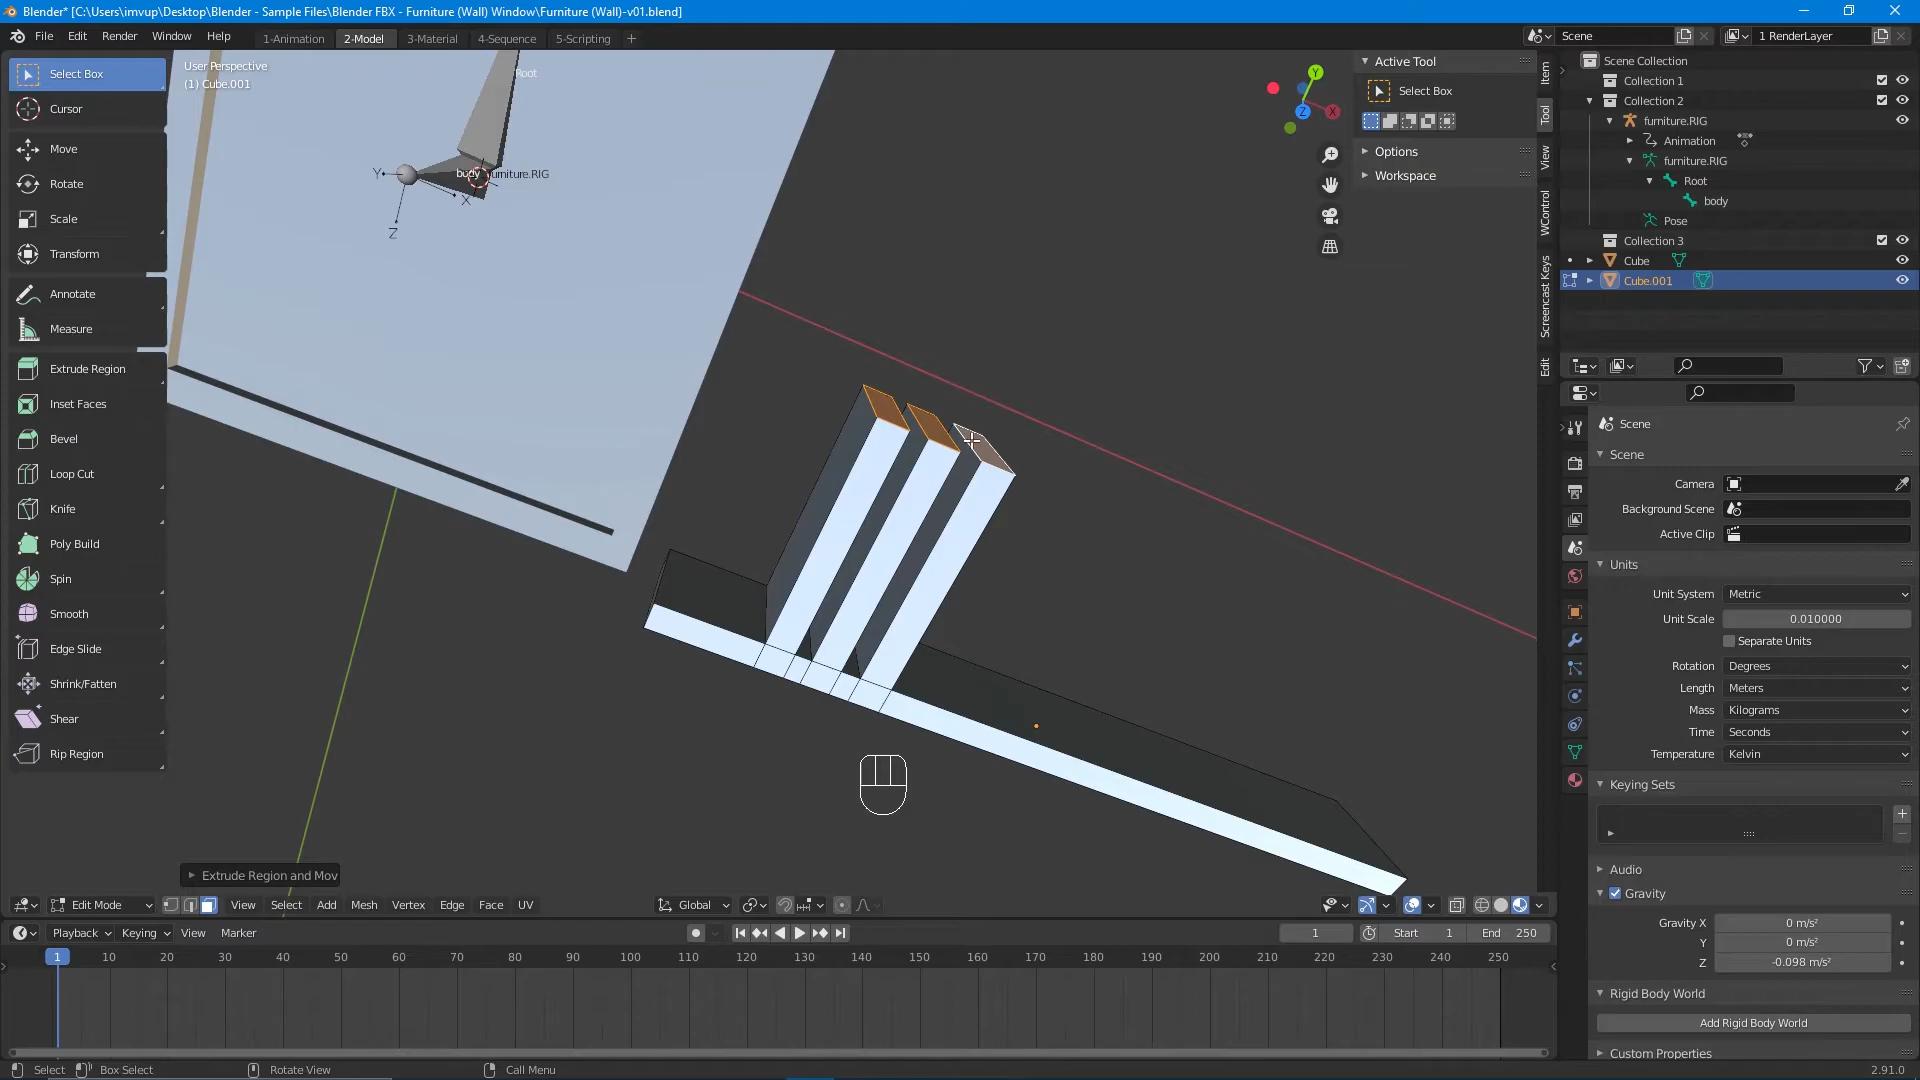 Blender* [C:\Users\imvup\Desktop\Blender - Sample Files\Blender FBX - Furniture (Wall) Window\Furniture (Wall)-v01.blend]
File Edit Render Window Help 1-Animation 2-Model 3-Material 4-Sequence 5-Scripting + Scene 1 RenderLayer
Select Box
Cursor
Move
Rotate
Scale
Transform
Annotate
Measure
Extrude Region
Inset Faces
Bevel
Loop Cut
Knife
Poly Build
Spin
Smooth
Edge Slide
Shrink/Fatten
Shear
Rip Region
User Perspective
(1) Cube.001
Root
Y body furniture.RIG
X
Z
Y
X
Z
Active Tool
Select Box
Options
Workspace
Item
Tool
View
WControl
Screencast Keys
Edit
Scene Collection
Collection 1
Collection 2
furniture.RIG
Animation
furniture.RIG
Root
body
Pose
Collection 3
Cube
Cube.001
Scene
Scene
Camera
Background Scene
Active Clip
Units
Unit System Metric
Unit Scale 0.010000
Separate Units
Rotation Degrees
Length Meters
Mass Kilograms
Time Seconds
Temperature Kelvin
Keying Sets
Audio
Gravity
Gravity X 0 m/s²
Y 0 m/s²
Z -0.098 m/s²
Rigid Body World
Add Rigid Body World
Custom Properties
Extrude Region and Mov
Edit Mode View Select Add Mesh Vertex Edge Face UV Global
Playback Keying View Marker 1 Start 1 End 250
1 10 20 30 40 50 60 70 80 90 100 110 120 130 140 150 160 170 180 190 200 210 220 230 240 250
Select Box Select Rotate View Call Menu 2.91.0